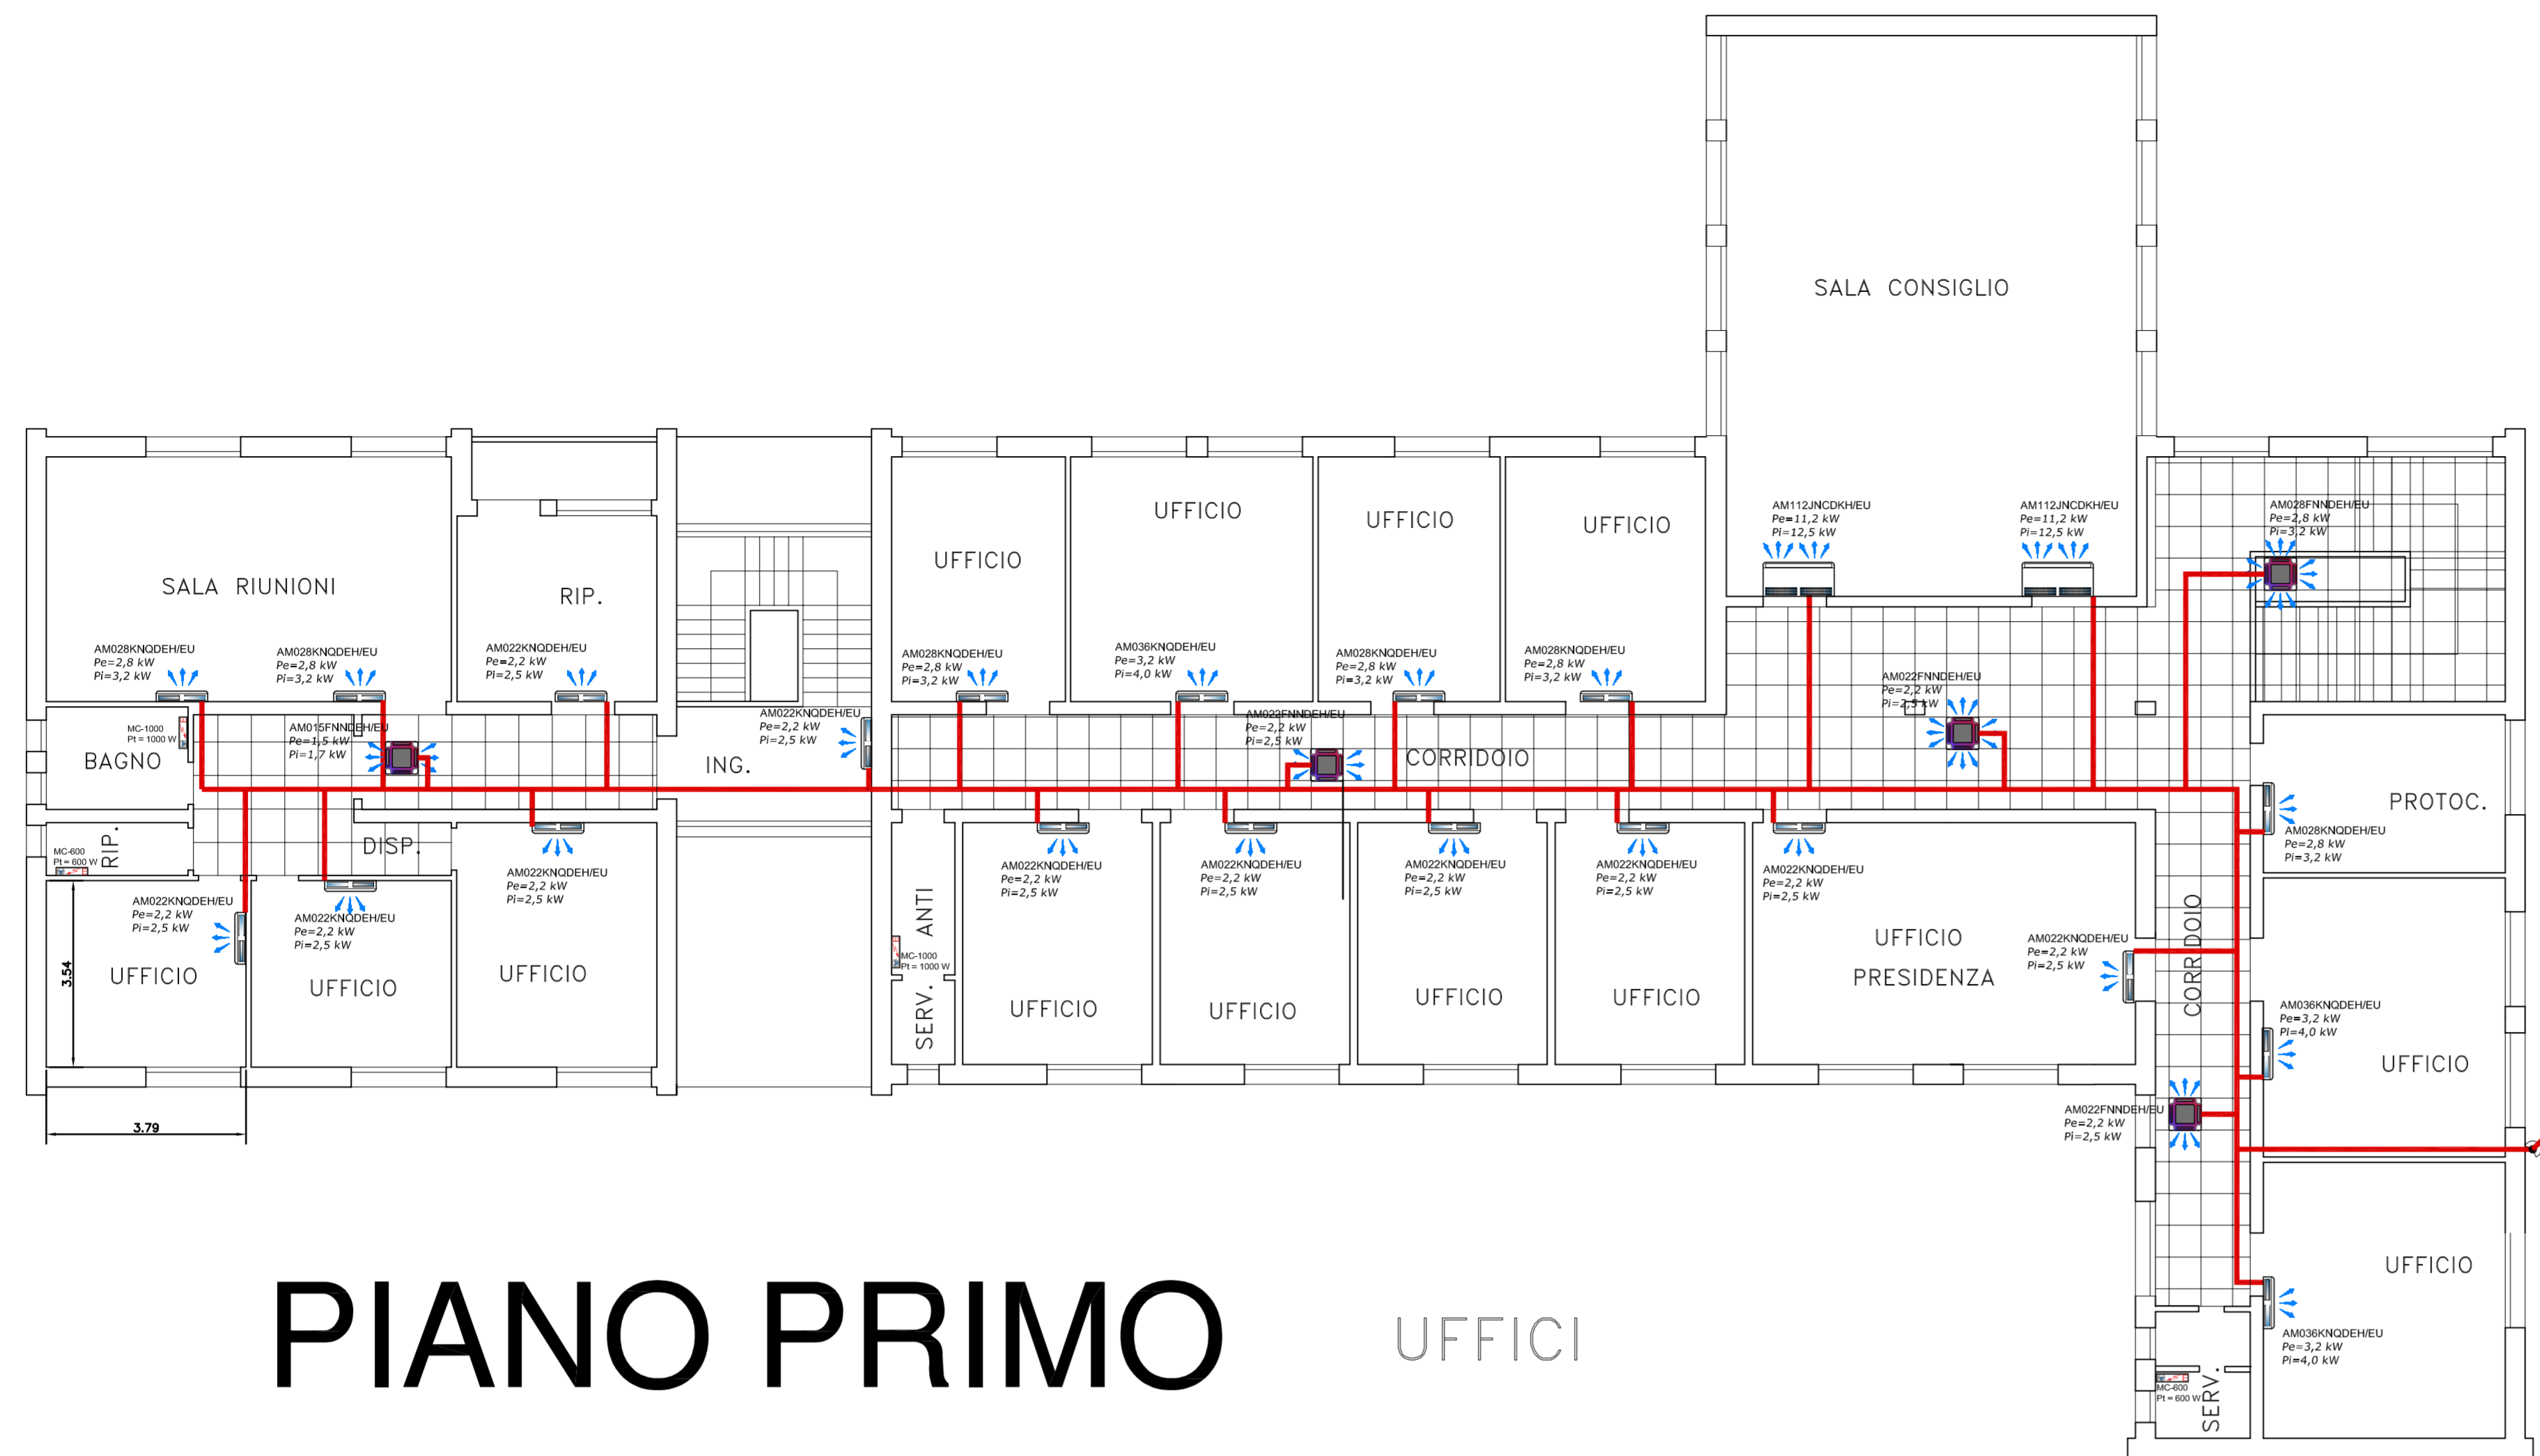 SALA CONSIGLIO
AM112JNCDKH/EU
Pe=11,2 kW
Pi=12,5 kW
AM112JNCDKH/EU
Pe=11,2 kW
Pi=12,5 kW
AM028FNNDEH/EU
Pe=2,8 kW
Pi=3,2 kW
SALA RIUNIONI
AM028KNQDEH/EU
Pe=2,8 kW
Pi=3,2 kW
AM028KNQDEH/EU
Pe=2,8 kW
Pi=3,2 kW
RIP.
AM022KNQDEH/EU
Pe=2,2 kW
Pi=2,5 kW
UFFICIO
AM028KNQDEH/EU
Pe=2,8 kW
Pi=3,2 kW
UFFICIO
AM036KNQDEH/EU
Pe=3,2 kW
Pi=4,0 kW
UFFICIO
AM028KNQDEH/EU
Pe=2,8 kW
Pi=3,2 kW
UFFICIO
AM028KNQDEH/EU
Pe=2,8 kW
Pi=3,2 kW
AM022FNNDEH/EU
Pe=2,2 kW
Pi=2,5 kW
MC-1000
Pt = 1000 W
BAGNO
AM015FNNDEH/EU
Pe=1,5 kW
Pi=1,7 kW
ING.
AM022KNQDEH/EU
Pe=2,2 kW
Pi=2,5 kW
AM022FNNDEH/EU
Pe=2,2 kW
Pi=2,5 kW
CORRIDOIO
PROTOC.
AM028KNQDEH/EU
Pe=2,8 kW
Pi=3,2 kW
MC-600
Pt = 600 W
RIP.
DISP.
AM022KNQDEH/EU
Pe=2,2 kW
Pi=2,5 kW
UFFICIO
AM022KNQDEH/EU
Pe=2,2 kW
Pi=2,5 kW
UFFICIO
AM022KNQDEH/EU
Pe=2,2 kW
Pi=2,5 kW
UFFICIO
3.54
3.79
ANTI
MC-1000
Pt = 1000 W
SERV.
AM022KNQDEH/EU
Pe=2,2 kW
Pi=2,5 kW
UFFICIO
AM022KNQDEH/EU
Pe=2,2 kW
Pi=2,5 kW
UFFICIO
AM022KNQDEH/EU
Pe=2,2 kW
Pi=2,5 kW
UFFICIO
AM022KNQDEH/EU
Pe=2,2 kW
Pi=2,5 kW
UFFICIO
AM022KNQDEH/EU
Pe=2,2 kW
Pi=2,5 kW
UFFICIO
PRESIDENZA
AM022KNQDEH/EU
Pe=2,2 kW
Pi=2,5 kW
CORRIDOIO
AM036KNQDEH/EU
Pe=3,2 kW
Pi=4,0 kW
UFFICIO
AM022FNNDEH/EU
Pe=2,2 kW
Pi=2,5 kW
UFFICIO
AM036KNQDEH/EU
Pe=3,2 kW
Pi=4,0 kW
MC-600
Pt = 600 W
SERV.
PIANO PRIMO
UFFICI